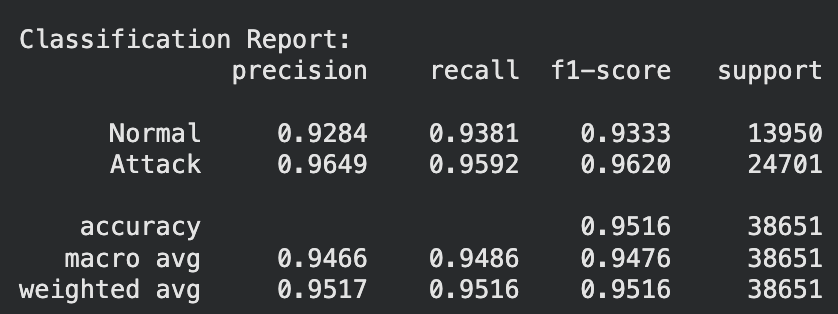 Classification Report:
precision recall f1-score support
Normal 0.9284 0.9381 0.9333 13950
Attack 0.9649 0.9592 0.9620 24701
accuracy 0.9516 38651
macro avg 0.9466 0.9486 0.9476 38651
weighted avg 0.9517 0.9516 0.9516 38651